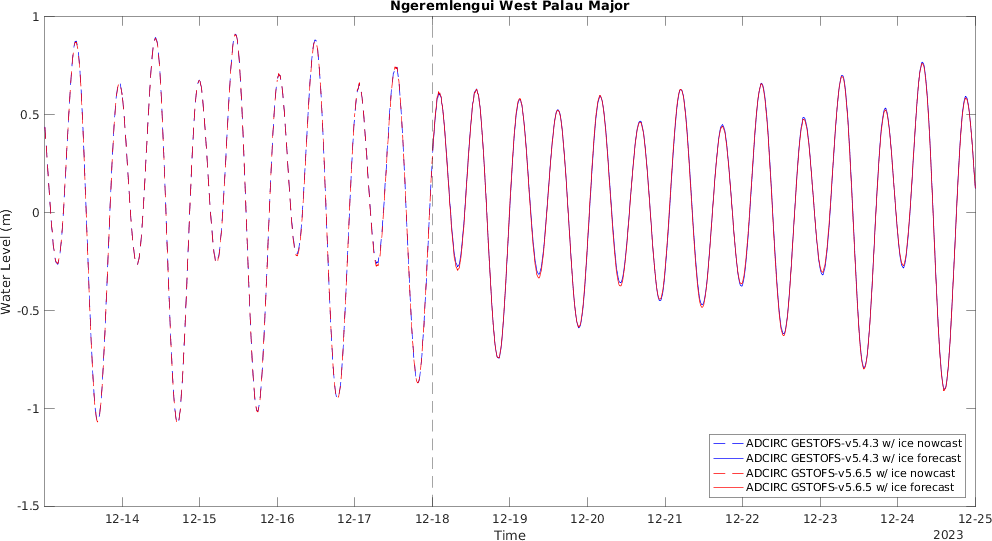 Ngeremlengui West Palau Major
1
0.5
0
-0.5
-1
-1.5
Water Level (m)
ADCIRC GESTOFS-v5.4.3 w/ ice nowcast
ADCIRC GESTOFS-v5.4.3 w/ ice forecast
ADCIRC GSTOFS-v5.6.5 w/ ice nowcast
ADCIRC GSTOFS-v5.6.5 w/ ice forecast
12-14 12-15 12-16 12-17 12-18 12-19 12-20 12-21 12-22 12-23 12-24 12-25
Time
2023